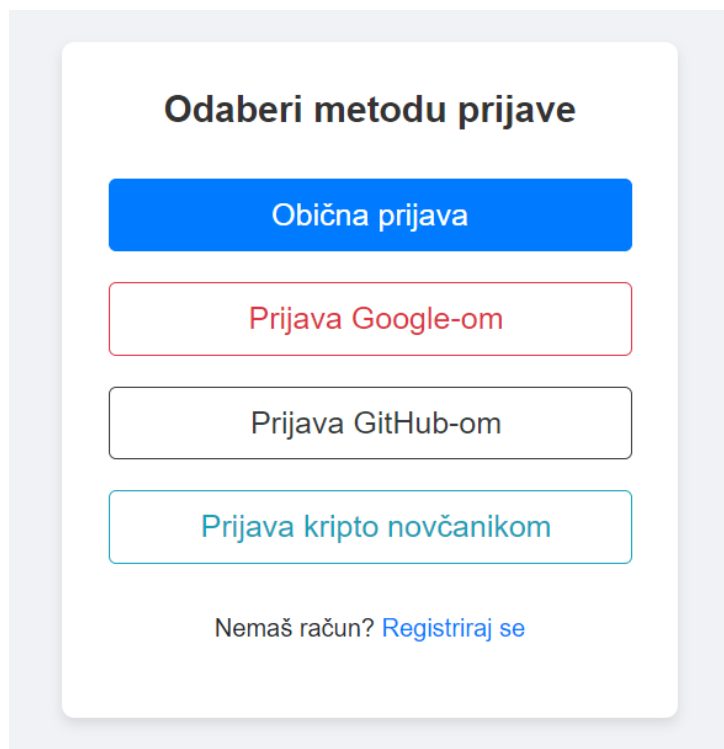 Odaberi metodu prijave
Obična prijava
Prijava Google-om
Prijava GitHub-om
Prijava kripto novčanikom
Nemaš račun? Registriraj se